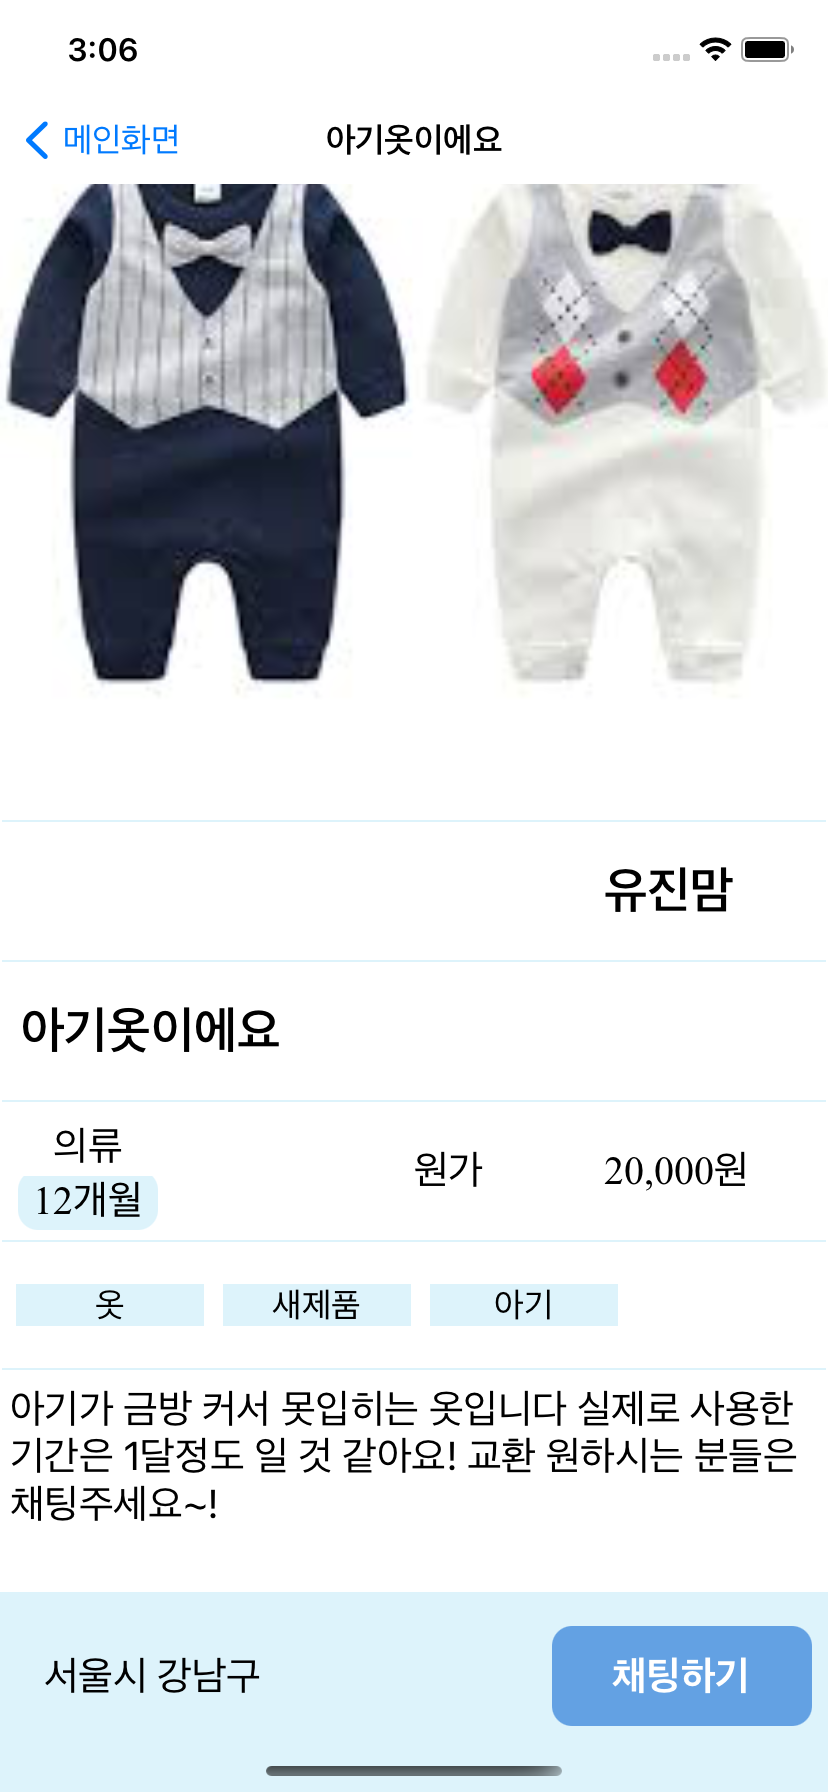 3:06
메인화면
아기옷이에요
유진맘
아기옷이에요
의류
12개월
원가
20,000원
옷
새제품
아기
아기가 금방 커서 못입히는 옷입니다 실제로 사용한
기간은 1달정도 일 것 같아요! 교환 원하시는 분들은
채팅주세요~!
서울시 강남구
채팅하기